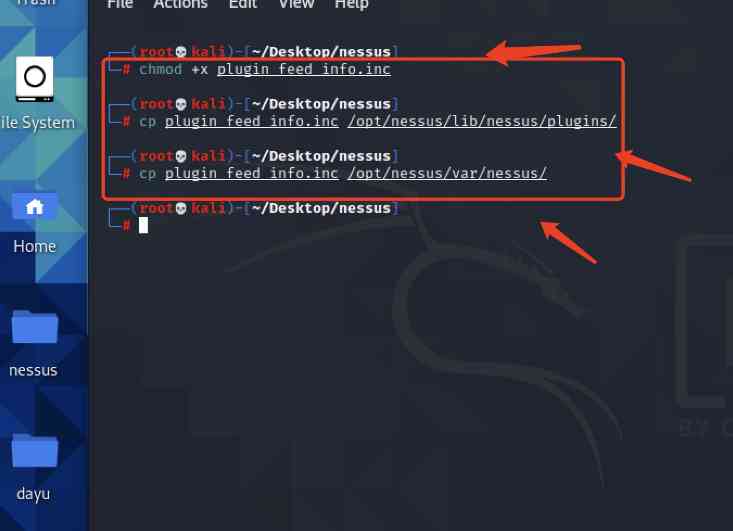 File Actions Edit View Help
Trash
(root💀kali)-[~/Desktop/nessus]
# chmod +x plugin_feed_info.inc
(root💀kali)-[~/Desktop/nessus]
# cp plugin_feed_info.inc /opt/nessus/lib/nessus/plugins/
(root💀kali)-[~/Desktop/nessus]
# cp plugin_feed_info.inc /opt/nessus/var/nessus/
(root💀kali)-[~/Desktop/nessus]
#
ile System
Home
nessus
dayu
BY